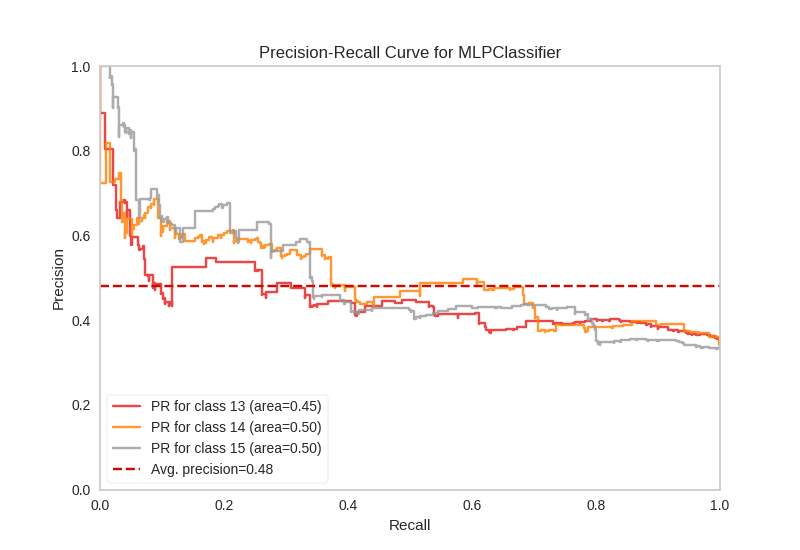 Precision-Recall Curve for MLPClassifier
1.0
0.8
0.6
0.4
0.2
0.0
Precision
PR for class 13 (area=0.45)
PR for class 14 (area=0.50)
PR for class 15 (area=0.50)
Avg. precision=0.48
0.0 0.2 0.4 0.6 0.8 1.0
Recall